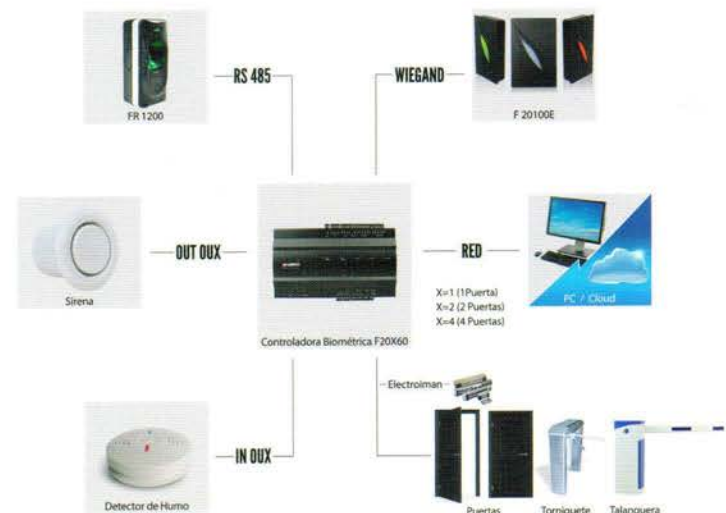 RS 485
WIEGAND
FR 1200
F 20100E
OUT OUX
RED
Sirena
X=1 (1Puerta)
X=2 (2 Puertas)
X=4 (4 Puertas)
PC / Cloud
Controladora Biométrica F20X60
Electroiman
IN OUX
Detector de Humo
Puertas
Torniquete
Talanquera